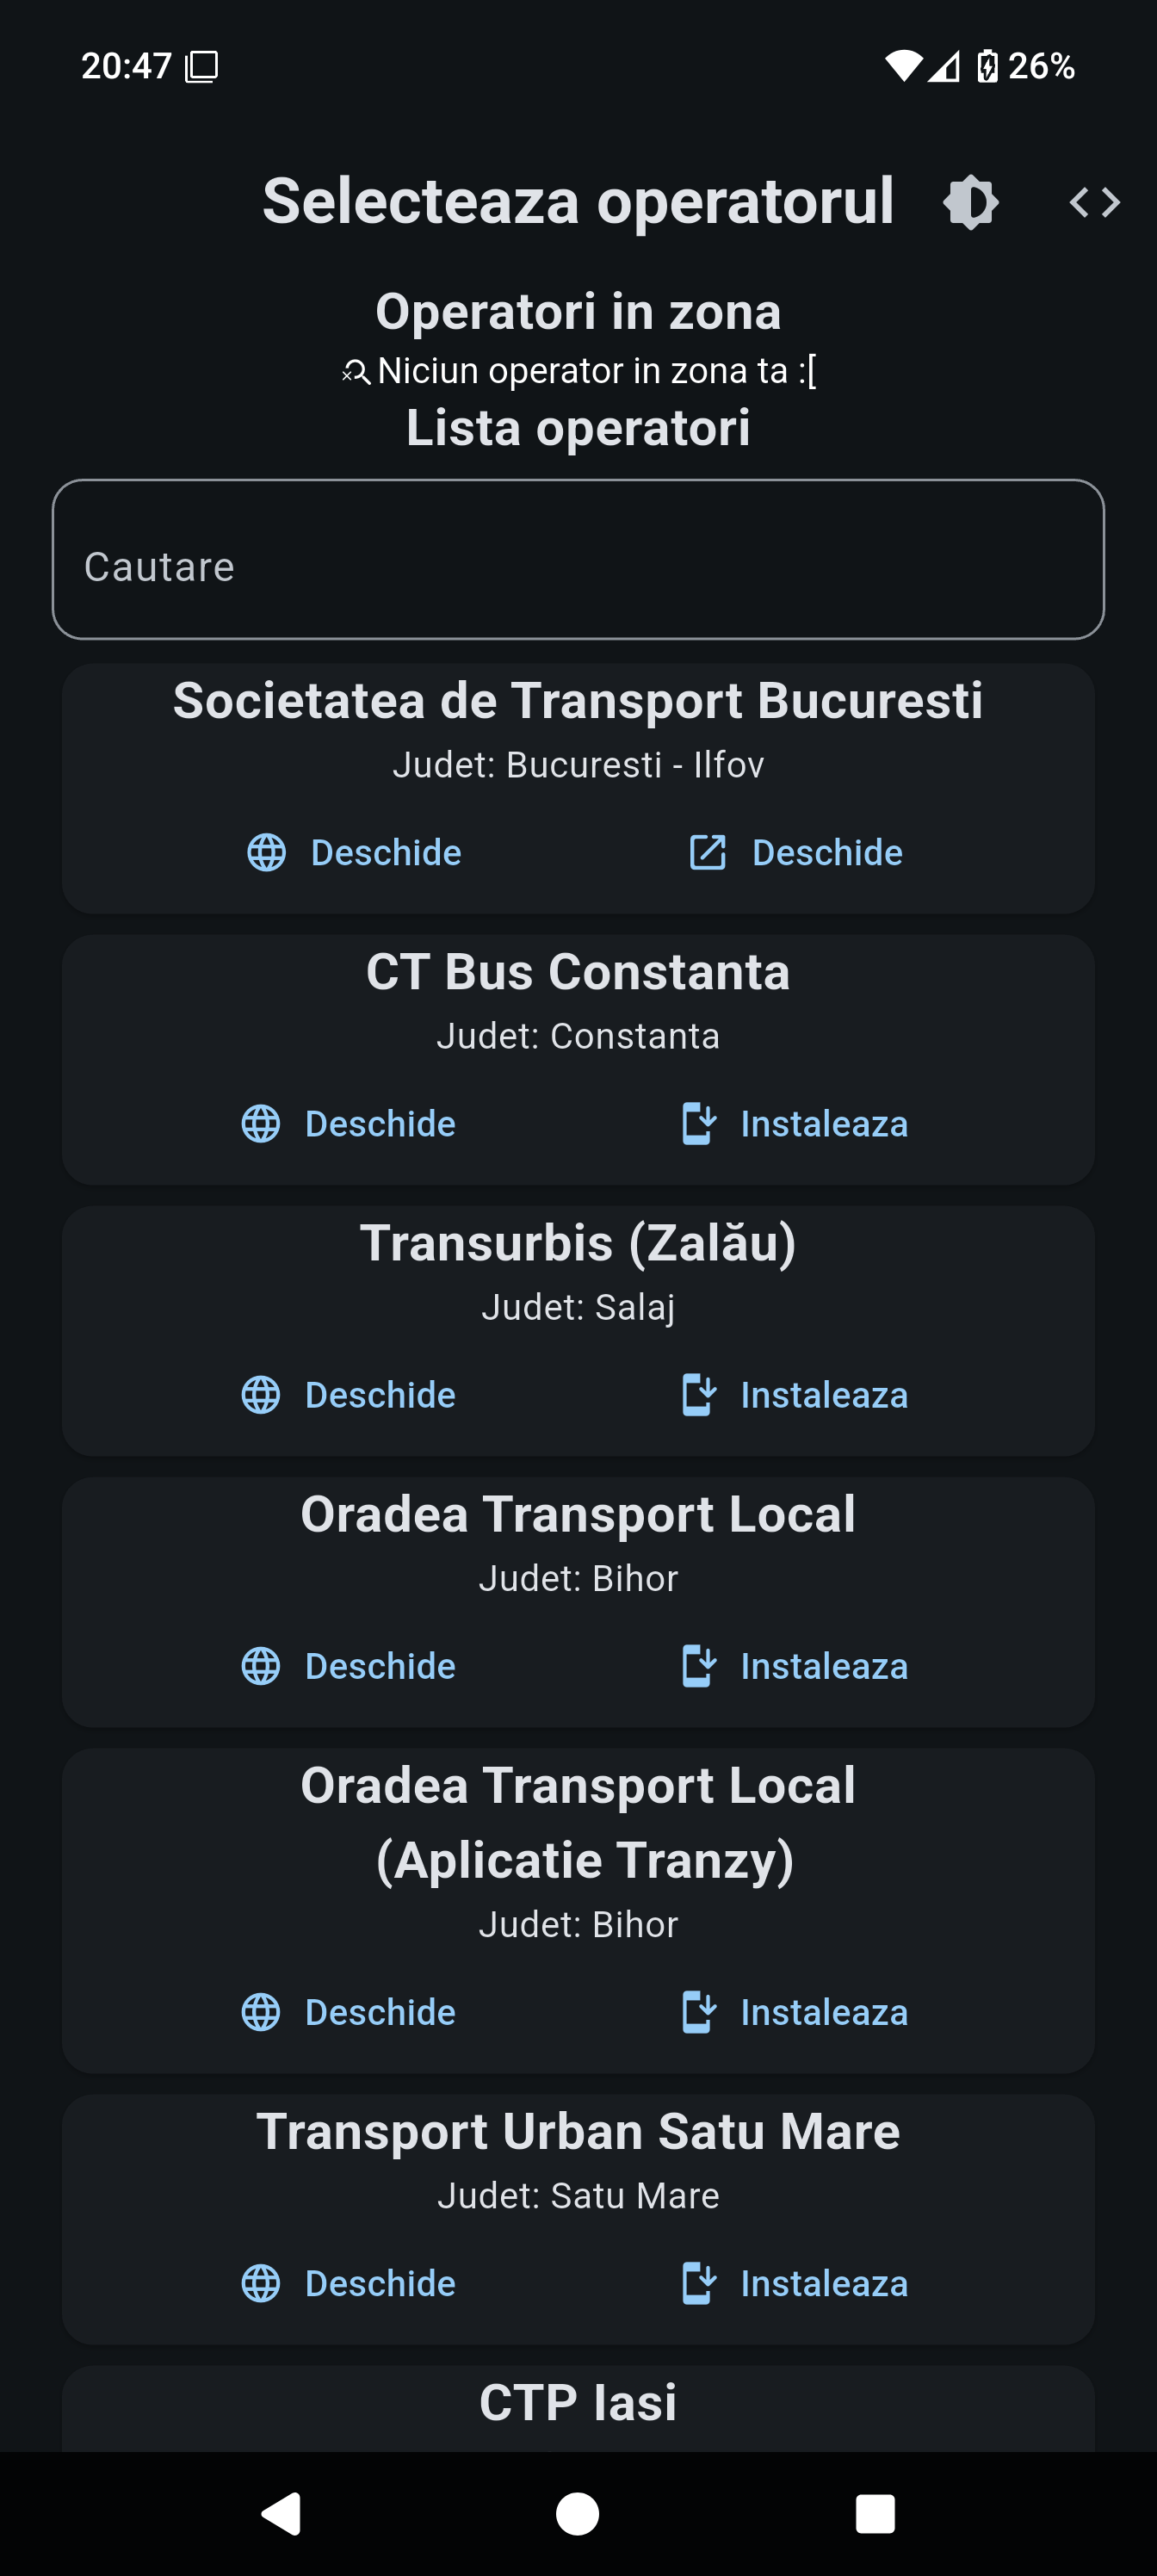 20:47
26%
Selecteaza operatorul
Operatori in zona
Niciun operator in zona ta :[
Lista operatori
Cautare
Societatea de Transport Bucuresti
Judet: Bucuresti - Ilfov
Deschide Deschide
CT Bus Constanta
Judet: Constanta
Deschide Instaleaza
Transurbis (Zalău)
Judet: Salaj
Deschide Instaleaza
Oradea Transport Local
Judet: Bihor
Deschide Instaleaza
Oradea Transport Local
(Aplicatie Tranzy)
Judet: Bihor
Deschide Instaleaza
Transport Urban Satu Mare
Judet: Satu Mare
Deschide Instaleaza
CTP Iasi